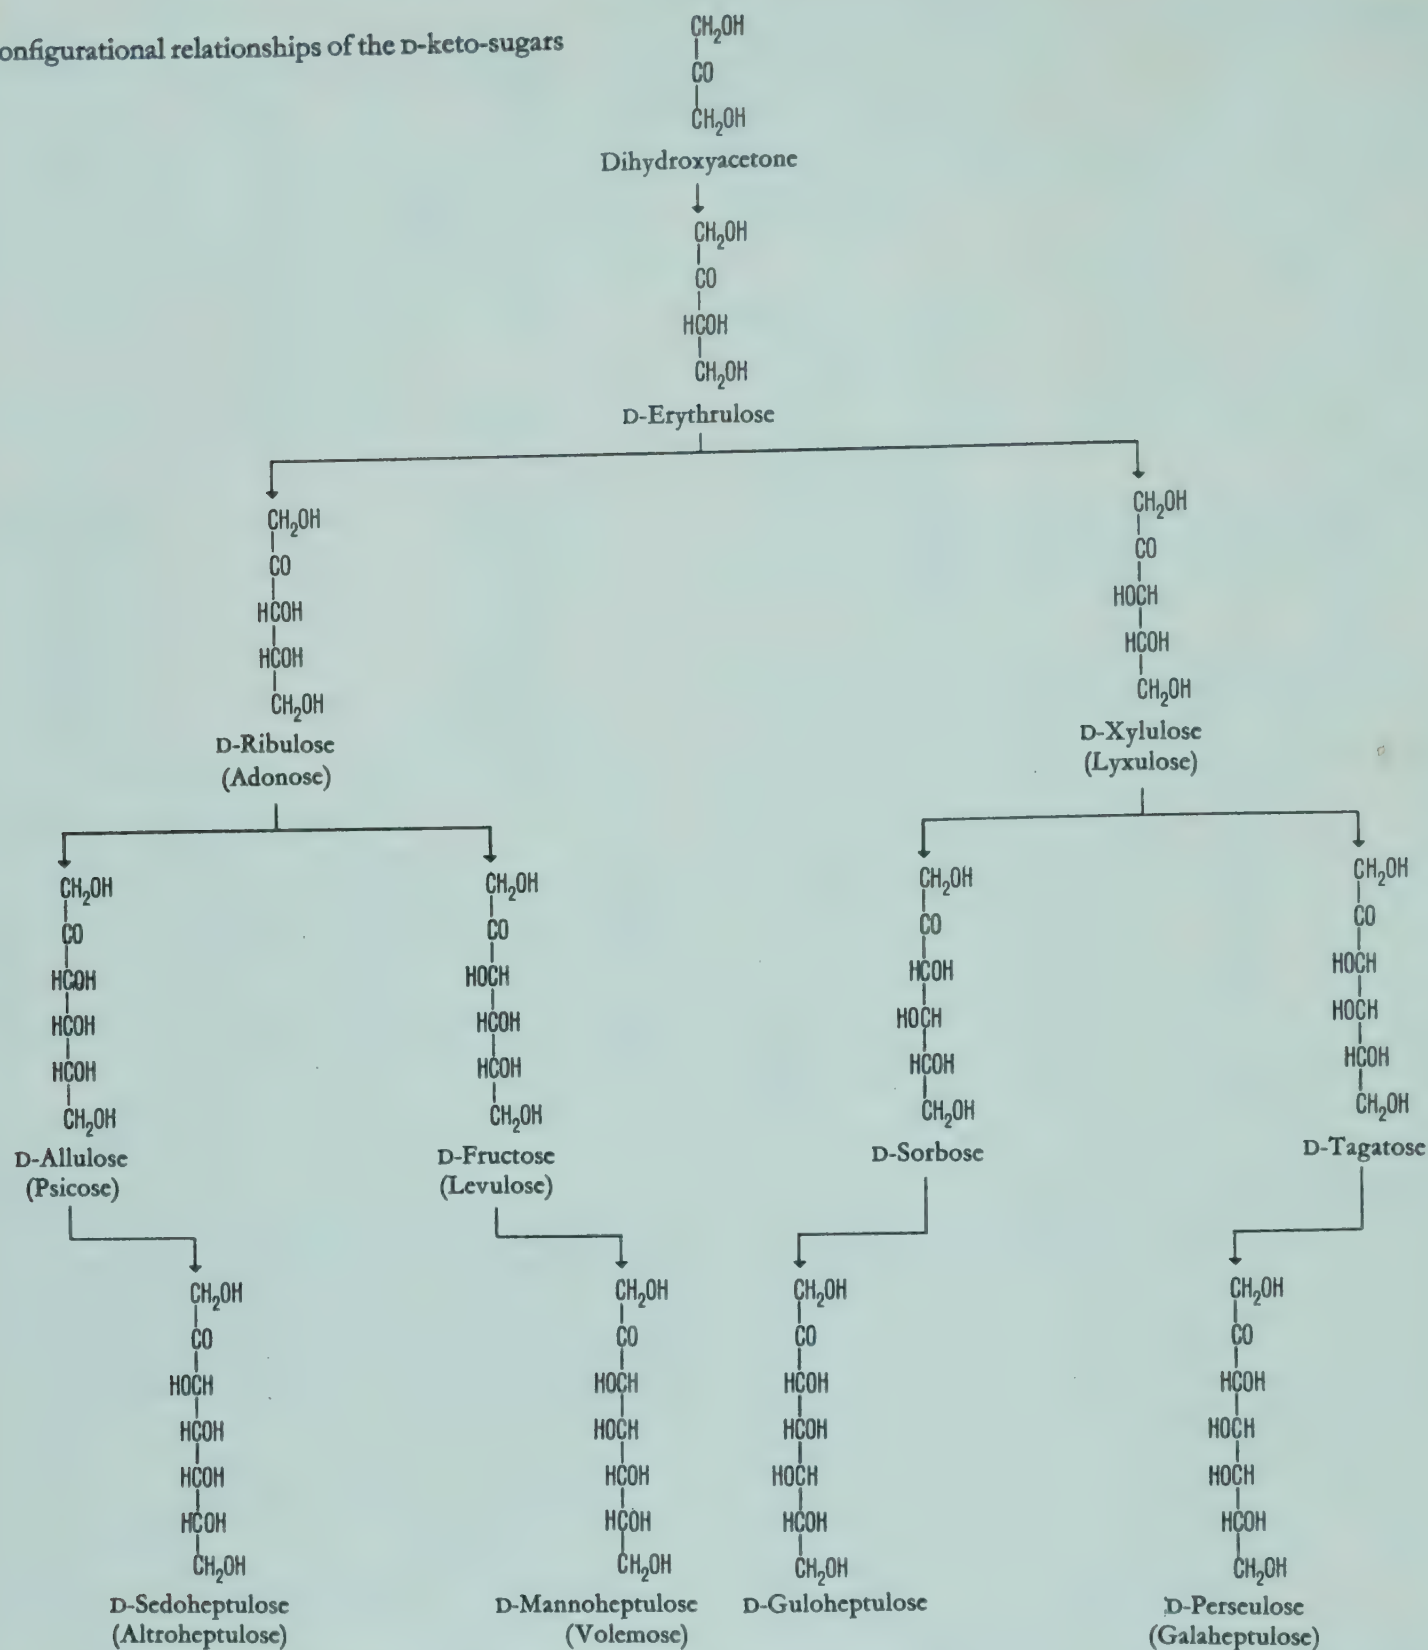 onfigurational relationships of the D-keto-sugars
CH₂OH
CO
CH₂OH
Dihydroxyacetone
CH₂OH
CO
HCOH
CH₂OH
D-Erythrulose
CH₂OH
CO
HCOH
HCOH
CH₂OH
D-Ribulose
(Adonose)
CH₂OH
CO
HOCH
HCOH
CH₂OH
D-Xylulose
(Lyxulose)
CH₂OH
CO
HCOH
HCOH
HCOH
CH₂OH
D-Allulose
(Psicose)
CH₂OH
CO
HOCH
HCOH
HCOH
CH₂OH
D-Fructose
(Levulose)
CH₂OH
CO
HCOH
HOCH
HCOH
CH₂OH
D-Sorbose
CH₂OH
CO
HOCH
HOCH
HCOH
CH₂OH
D-Tagatose
CH₂OH
CO
HOCH
HCOH
HCOH
HCOH
CH₂OH
D-Sedoheptulose
(Altroheptulose)
CH₂OH
CO
HOCH
HOCH
HCOH
HCOH
CH₂OH
D-Mannoheptulose
(Volemose)
CH₂OH
CO
HCOH
HCOH
HOCH
HCOH
CH₂OH
D-Guloheptulose
CH₂OH
CO
HCOH
HOCH
HOCH
HCOH
CH₂OH
D-Perseulose
(Galaheptulose)